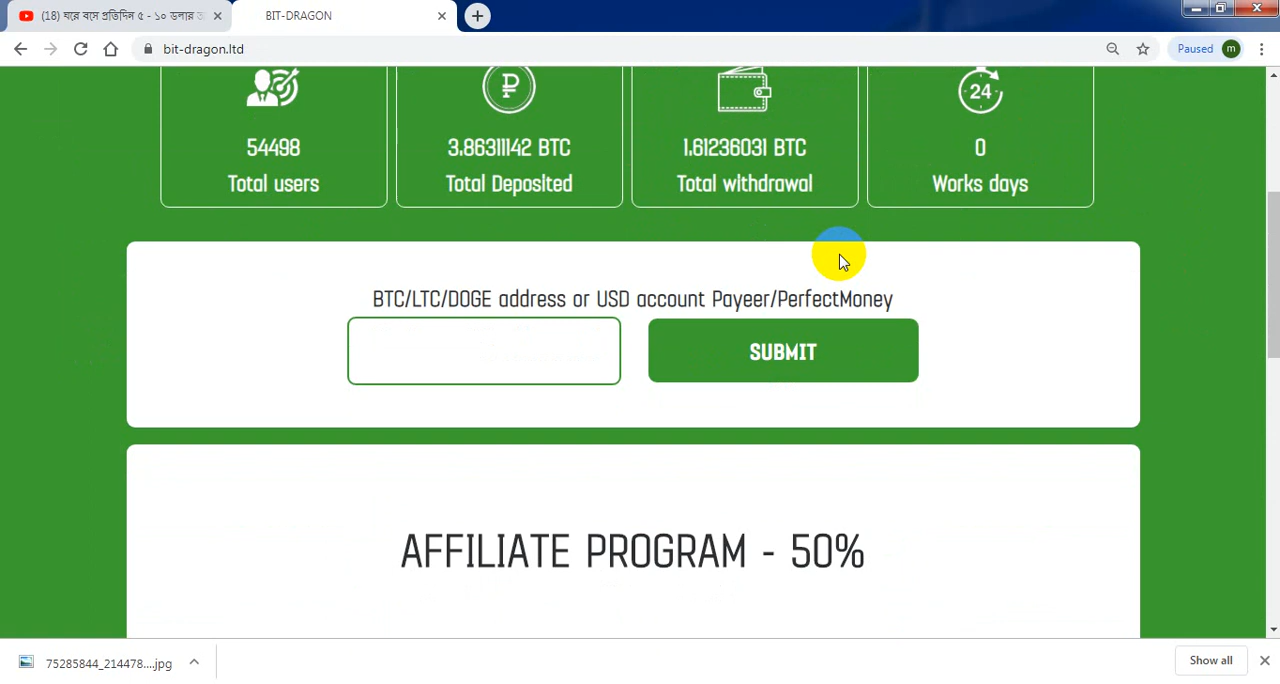 (18) ঘরে বসে প্রতিদিন ৫ - ১০ ডলার
BIT-DRAGON
bit-dragon.ltd
Paused
m
24
54498
3.86311142 BTC
1.61236031 BTC
0
Total users
Total Deposited
Total withdrawal
Works days
BTC/LTC/DOGE address or USD account Payeer/PerfectMoney
SUBMIT
AFFILIATE PROGRAM - 50%
75285844_214478....jpg
Show all